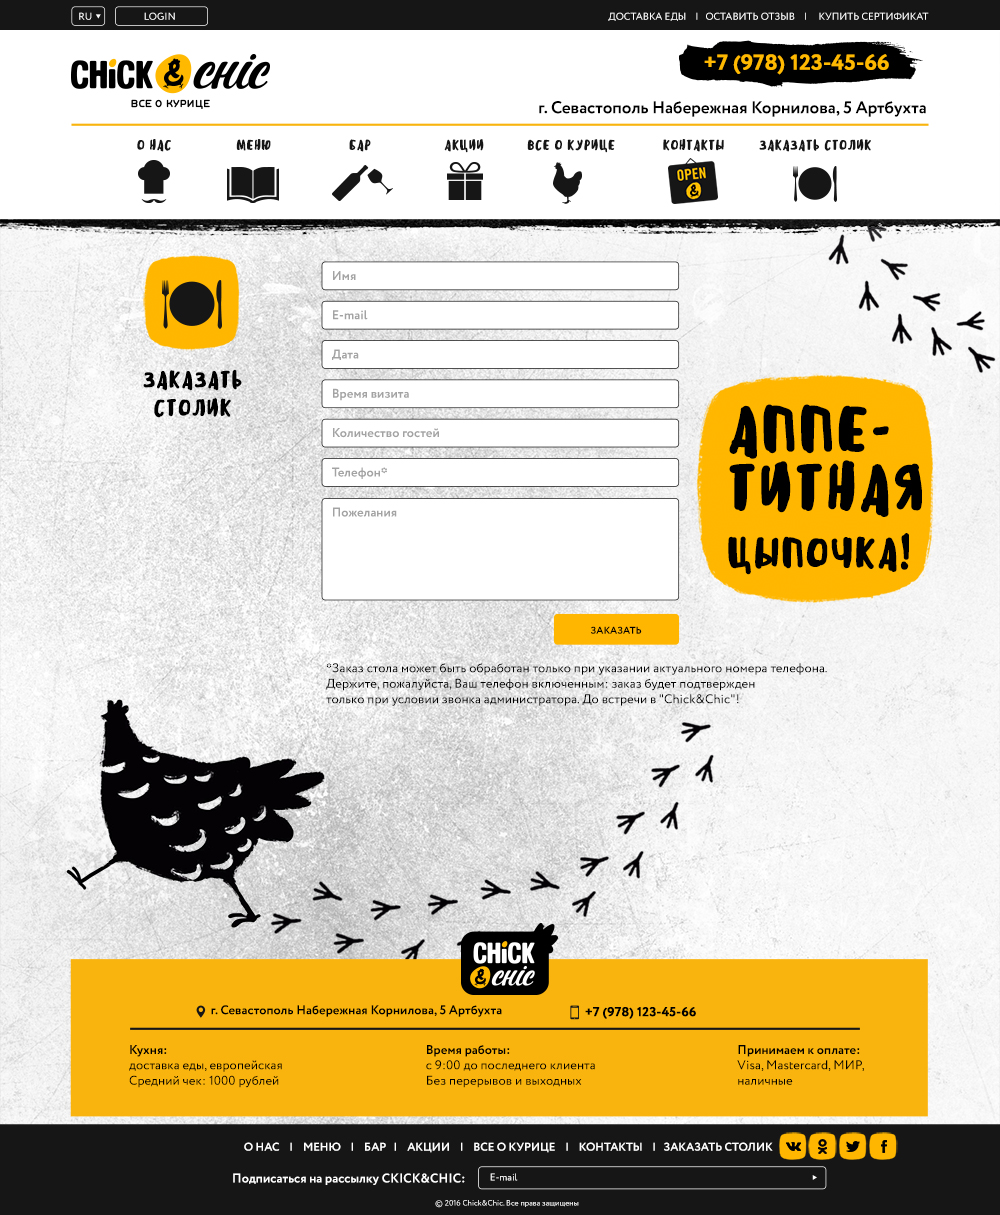 RU
LOGIN
ДОСТАВКА ЕДЫ | ОСТАВИТЬ ОТЗЫВ | КУПИТЬ СЕРТИФИКАТ
CHiCK & CHiC
ВСЕ О КУРИЦЕ
+7 (978) 123-45-66
г. Севастополь Набережная Корнилова, 5 Артбухта
О НАС
МЕНЮ
БАР
АКЦИИ
ВСЕ О КУРИЦЕ
КОНТАКТЫ
ЗАКАЗАТЬ СТОЛИК
OPEN
&
ЗАКАЗАТЬ
СТОЛИК
Имя
E-mail
Дата
Время визита
Количество гостей
Телефон*
Пожелания
ЗАКАЗАТЬ
АППЕ-
ТИТНАЯ
ЦЫПОЧКА!
*Заказ стола может быть обработан только при указании актуального номера телефона.
Держите, пожалуйста, Ваш телефон включенным: заказ будет подтвержден
только при условии звонка администратора. До встречи в "Chick&Chic"!
CHiCK
& CHiC
г. Севастополь Набережная Корнилова, 5 Артбухта
+7 (978) 123-45-66
Кухня:
доставка еды, европейская
Средний чек: 1000 рублей
Время работы:
с 9:00 до последнего клиента
Без перерывов и выходных
Принимаем к оплате:
Visa, Mastercard, МИР,
наличные
О НАС | МЕНЮ | БАР | АКЦИИ | ВСЕ О КУРИЦЕ | КОНТАКТЫ | ЗАКАЗАТЬ СТОЛИК
Подписаться на рассылку CKICK&CHIC:
E-mail
© 2016 Chick&Chic. Все права защищены